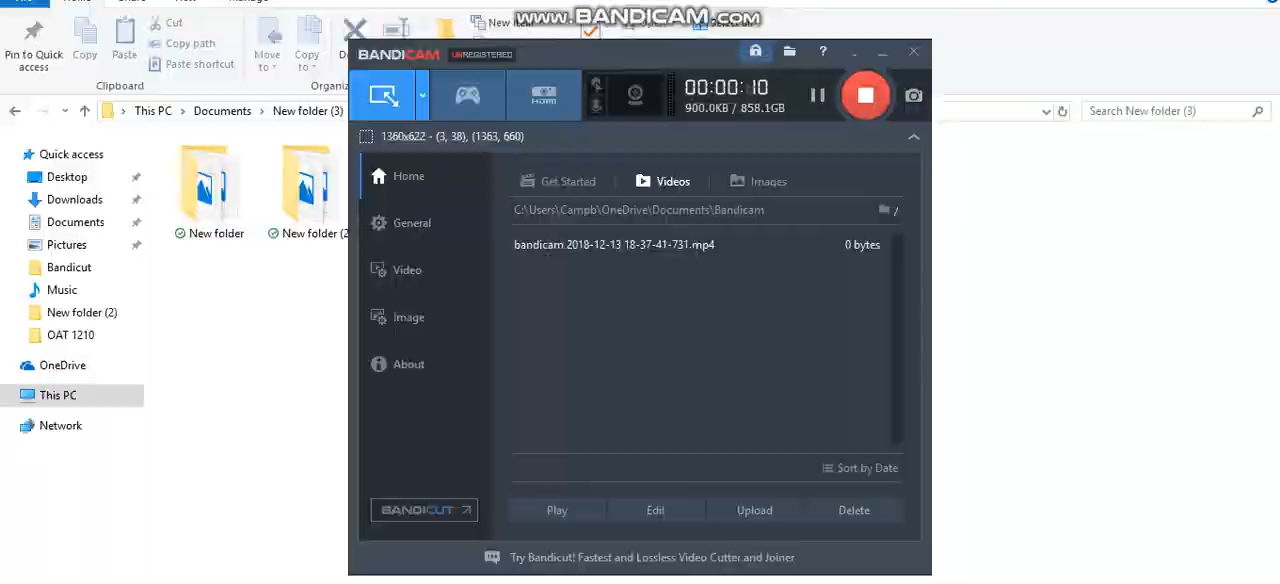 www.BANDICAM.com
New item
Pin to Quick access
Copy
Paste
Cut
Copy path
Paste shortcut
Move to
Copy to
Clipboard
BANDICAM UNREGISTERED
?
HDMI
00:00:10
900.0KB / 858.1GB
This PC > Documents > New folder (3)
Search New folder (3)
1360x622 - (3, 38), (1363, 660)
Quick access
Desktop
Downloads
Documents
Pictures
Bandicut
Music
New folder (2)
OAT 1210
OneDrive
This PC
Network
New folder
New folder (2
Home
General
Video
Image
About
BANDICUT
Get Started
Videos
Images
C:\Users\Campb\OneDrive\Documents\Bandicam
7
bandicam 2018-12-13 18-37-41-731.mp4
0 bytes
Sort by Date
Play
Edit
Upload
Delete
Try Bandicut! Fastest and Lossless Video Cutter and Joiner